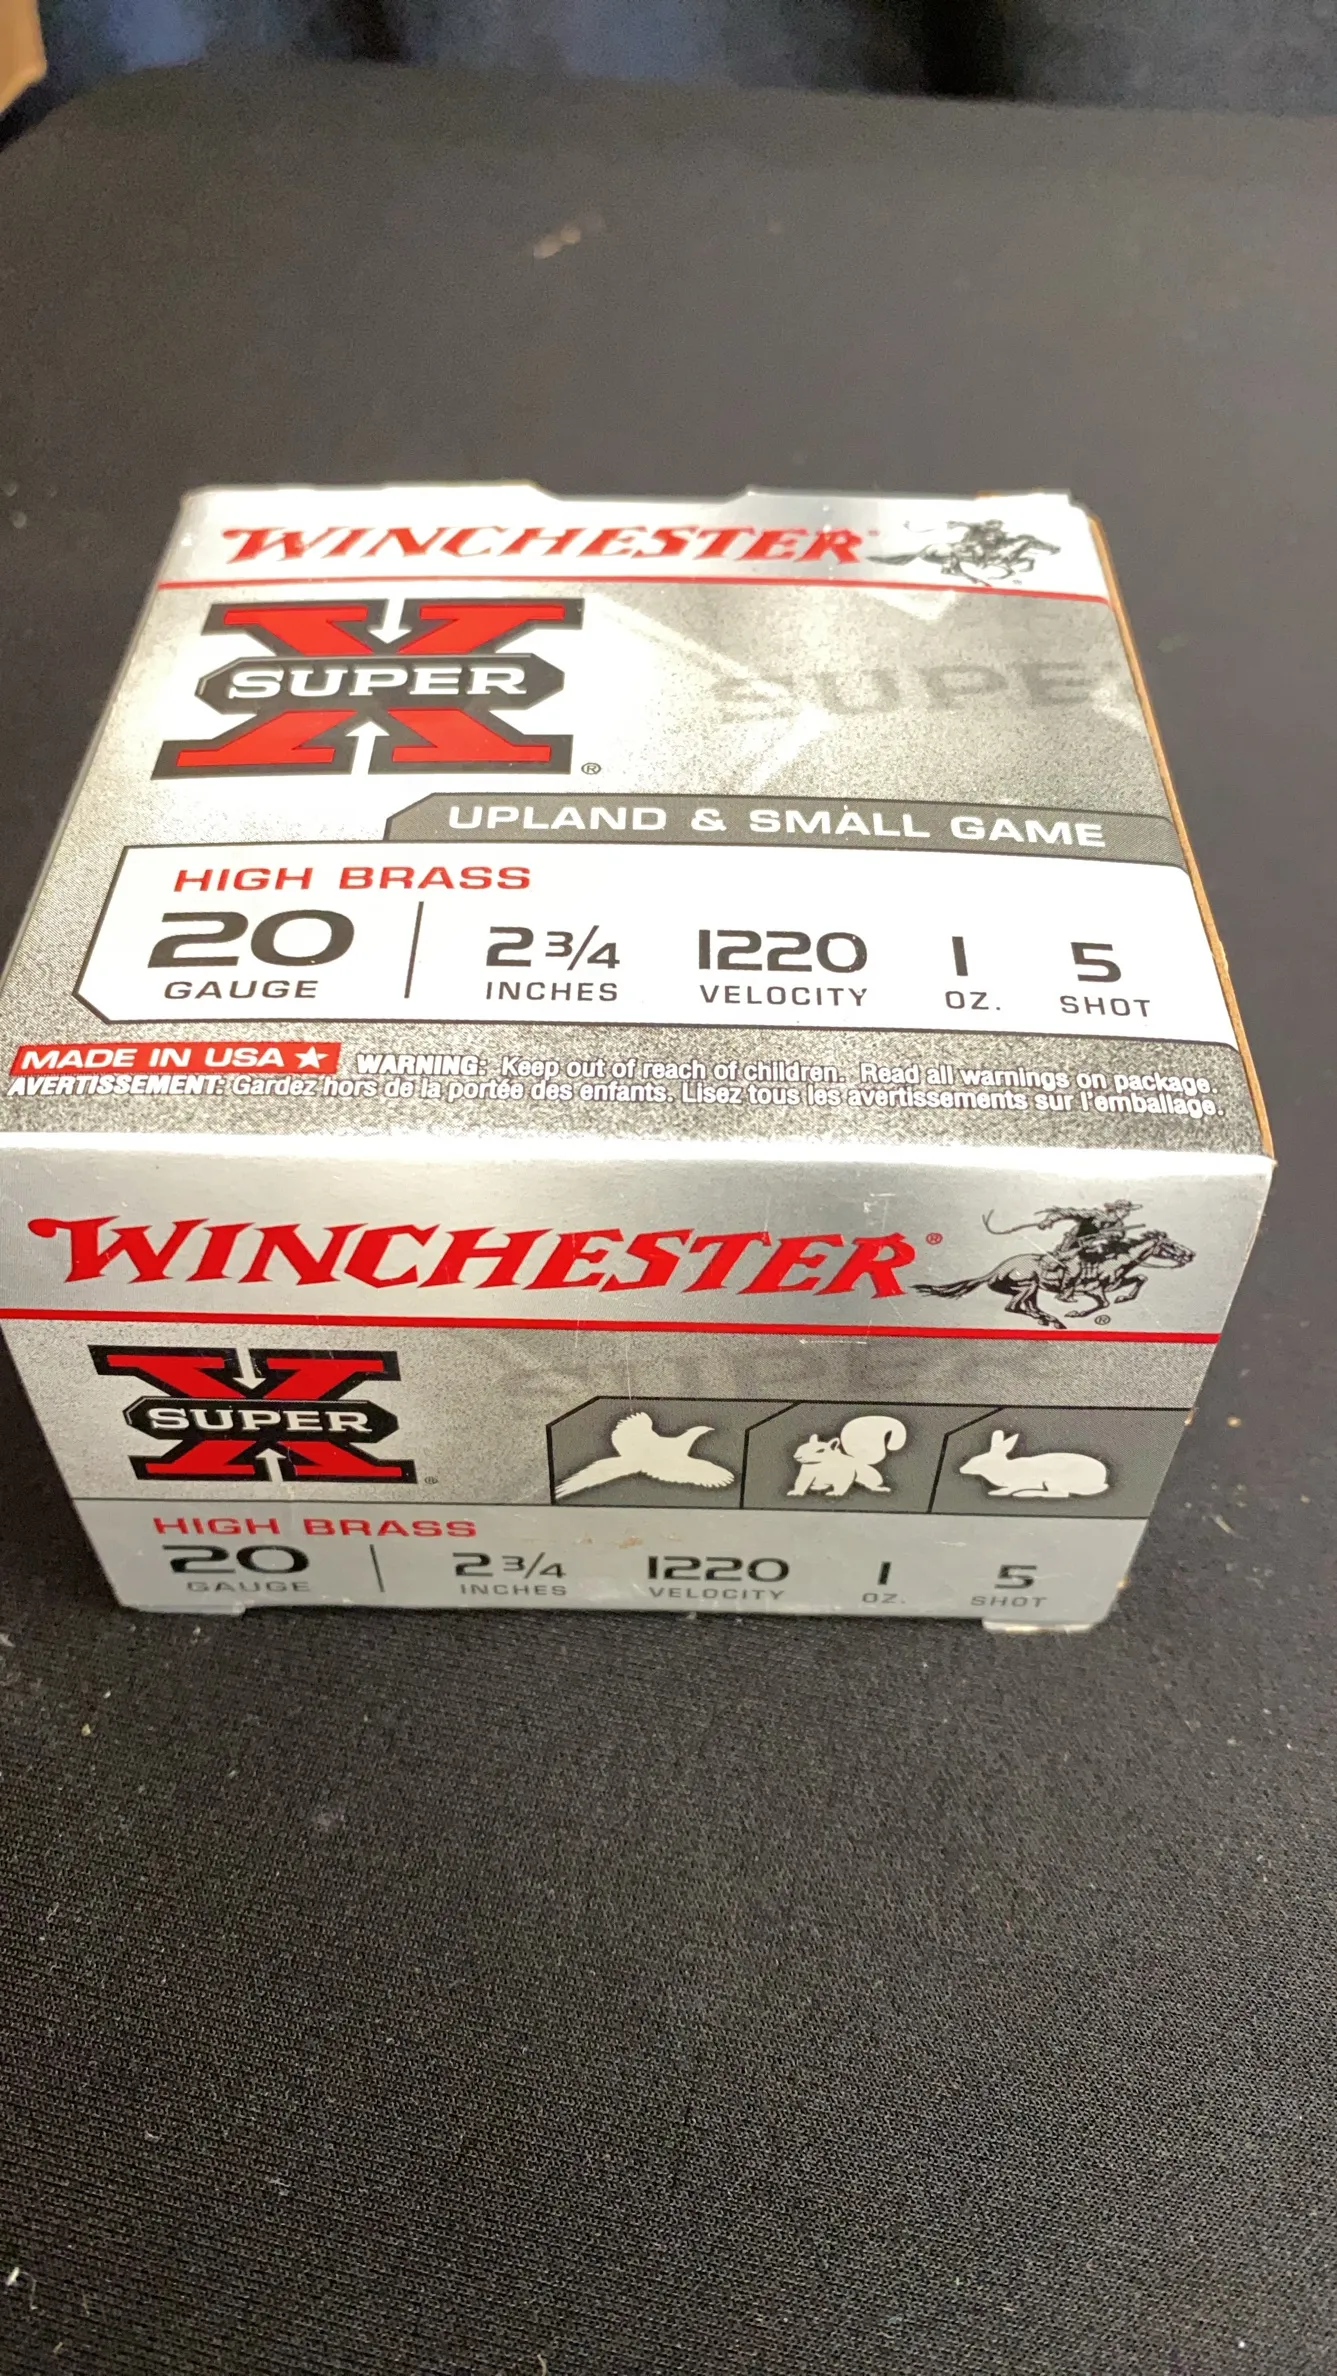 WINCHESTER
SUPER X ®
SUPE
UPLAND & SMALL GAME
HIGH BRASS
20 2 3/4 1220 1 5
GAUGE INCHES VELOCITY OZ. SHOT
MADE IN USA ★ WARNING: Keep out of reach of children. Read all warnings on package.
AVERTISSEMENT: Gardez hors de la portée des enfants. Lisez tous les avertissements sur l'emballage.
WINCHESTER® ®
SUPER X ®
HIGH BRASS
20 2 3/4 1220 1 5
GAUGE INCHES VELOCITY OZ. SHOT